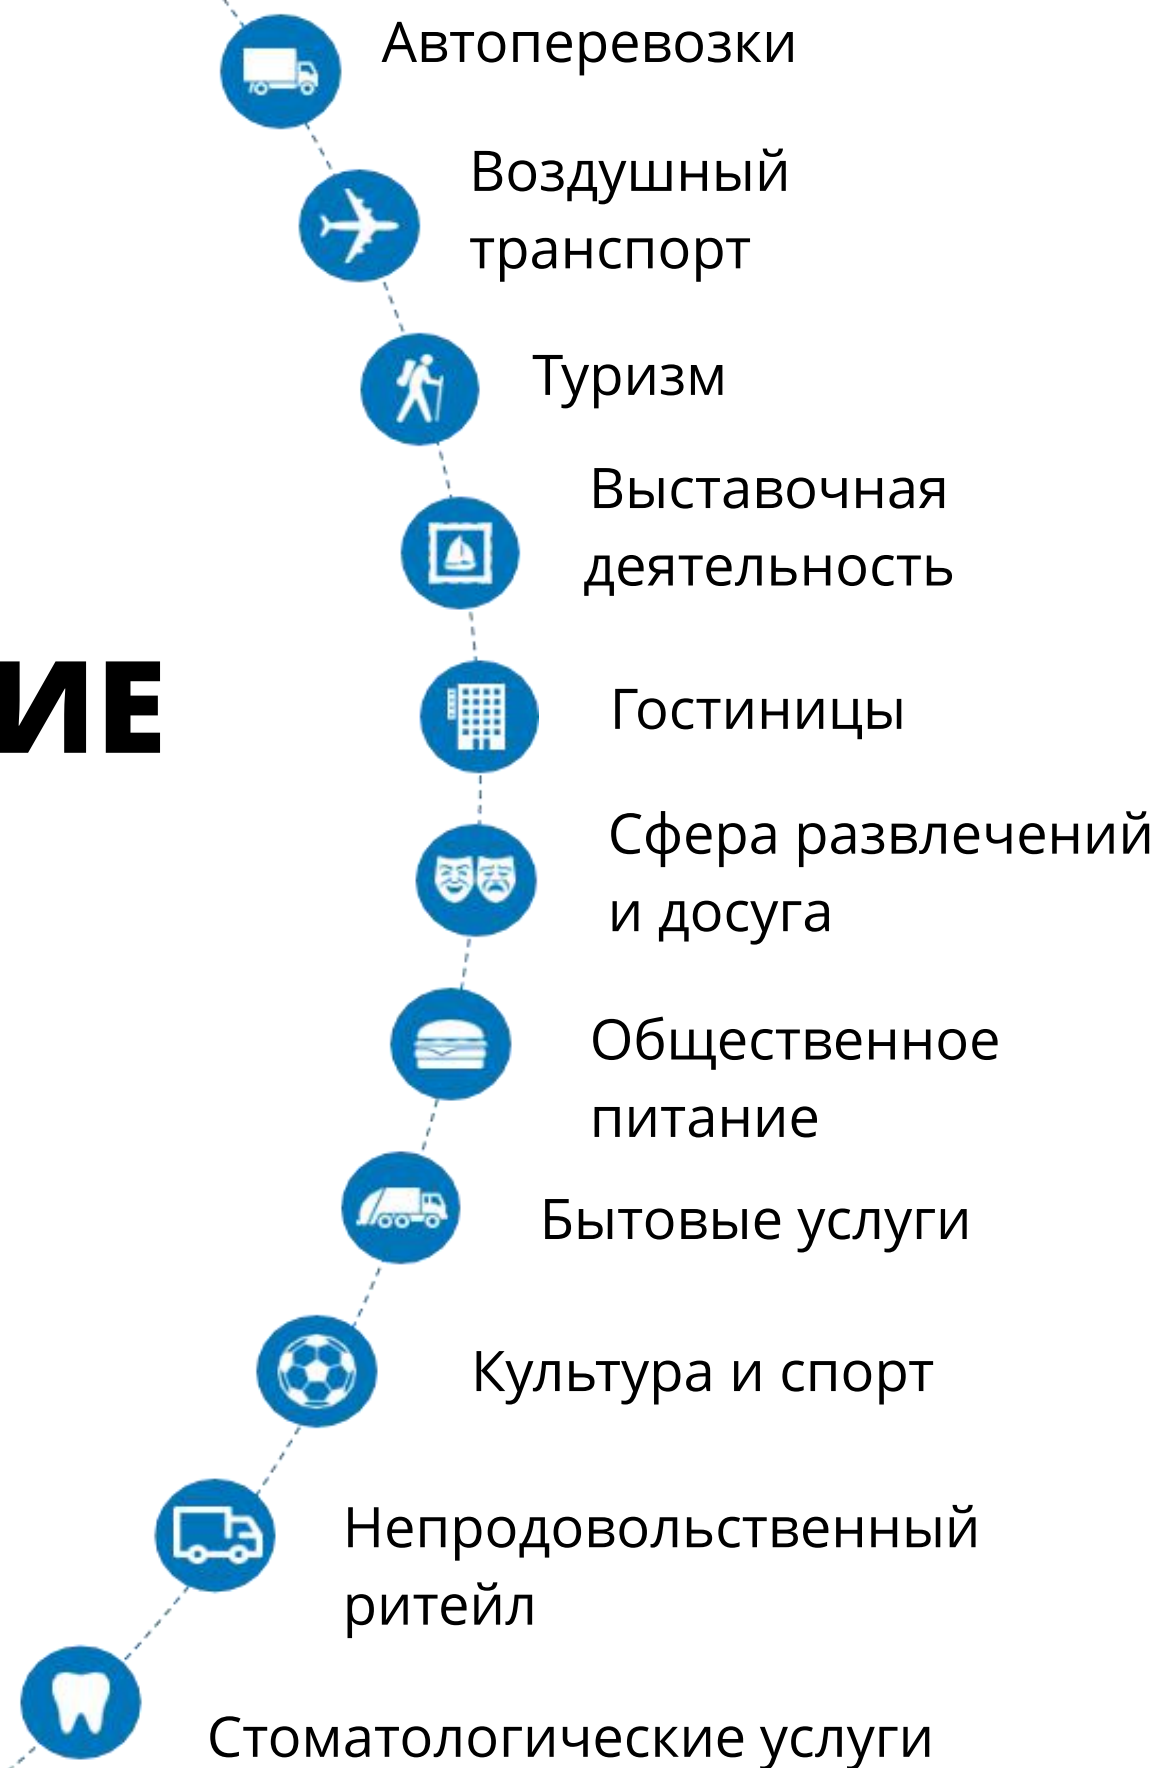 Автоперевозки
Воздушный
транспорт
Туризм
Выставочная
деятельность
ИЕ
Гостиницы
Сфера развлечений
и досуга
Общественное
питание
Бытовые услуги
Культура и спорт
Непродовольственный
ритейл
Стоматологические услуги